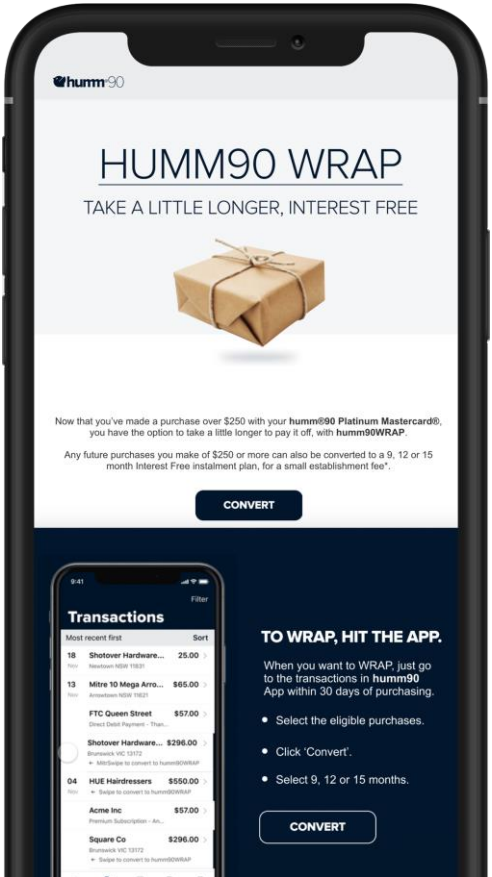 humm®90
HUMM90 WRAP
TAKE A LITTLE LONGER, INTEREST FREE
Now that you've made a purchase over $250 with your humm®90 Platinum Mastercard®,
you have the option to take a little longer to pay it off, with humm90WRAP.
Any future purchases you make of $250 or more can also be converted to a 9, 12 or 15
month Interest Free instalment plan, for a small establishment fee*.
CONVERT
9:41
Filter
Transactions
Most recent first Sort
18 Shotover Hardware... 25.00 >
Nov Newtown NSW 11821
13 Mitre 10 Mega Arro... $65.00 >
Nov Arrowtown NSW 11621
FTC Queen Street $57.00 >
Direct Debit Payment - Than...
Shotover Hardware... $296.00 >
Brunswick VIC 13172
to convert to humm90WRAP
04 HUE Hairdressers $550.00 >
Nov ← Swipe to convert to humm90WRAP
Acme Inc $57.00 >
Premium Subscription - An...
Square Co $296.00 >
Brunswick VIC 13172
← Swipe to convert to humm90WRAP
TO WRAP, HIT THE APP.
When you want to WRAP, just go
to the transactions in humm90
App within 30 days of purchasing.
• Select the eligible purchases.
• Click 'Convert'.
• Select 9, 12 or 15 months.
CONVERT